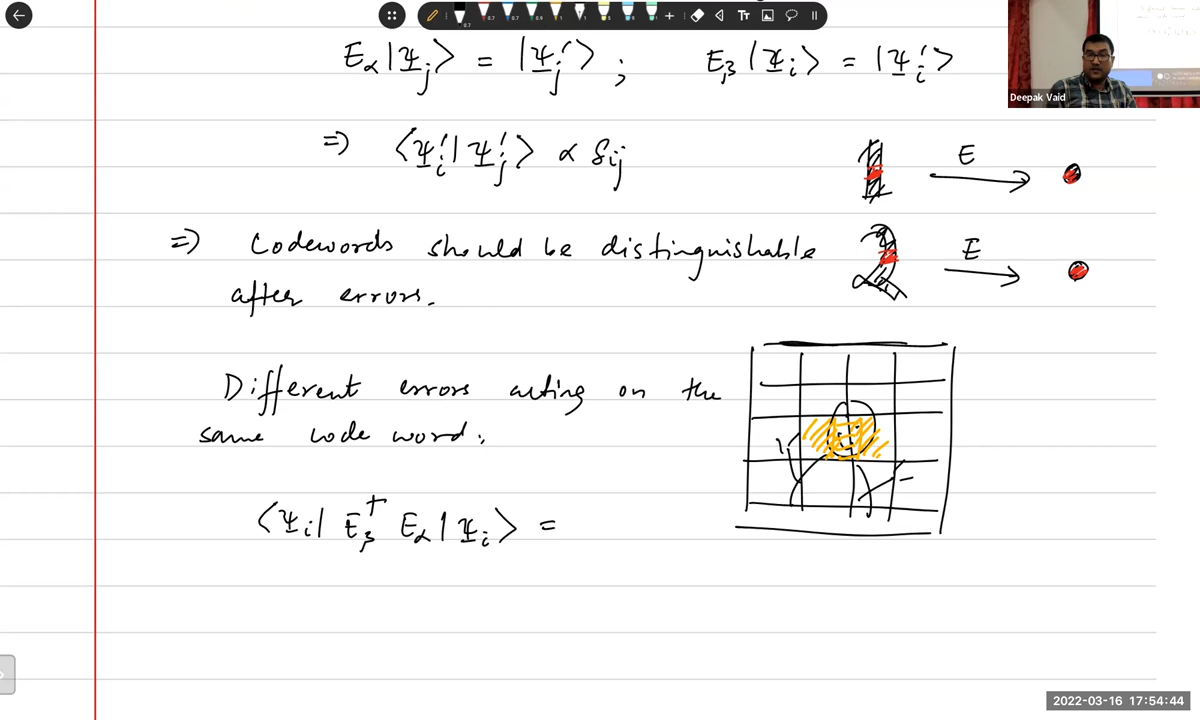 E_α |Ψ_j⟩ = |Ψ_j'⟩ ; E_β |Ψ_i⟩ = |Ψ_i'⟩
⇒ ⟨Ψ_i' | Ψ_j'⟩ ∝ δ_ij
E
⇒ Codewords should be distinguishable
E
after errors.
Different errors acting on the
same code word:
⟨Ψ_i | E_β^† E_α | Ψ_i⟩ =
Deepak Vaid
2022-03-16 17:54:44